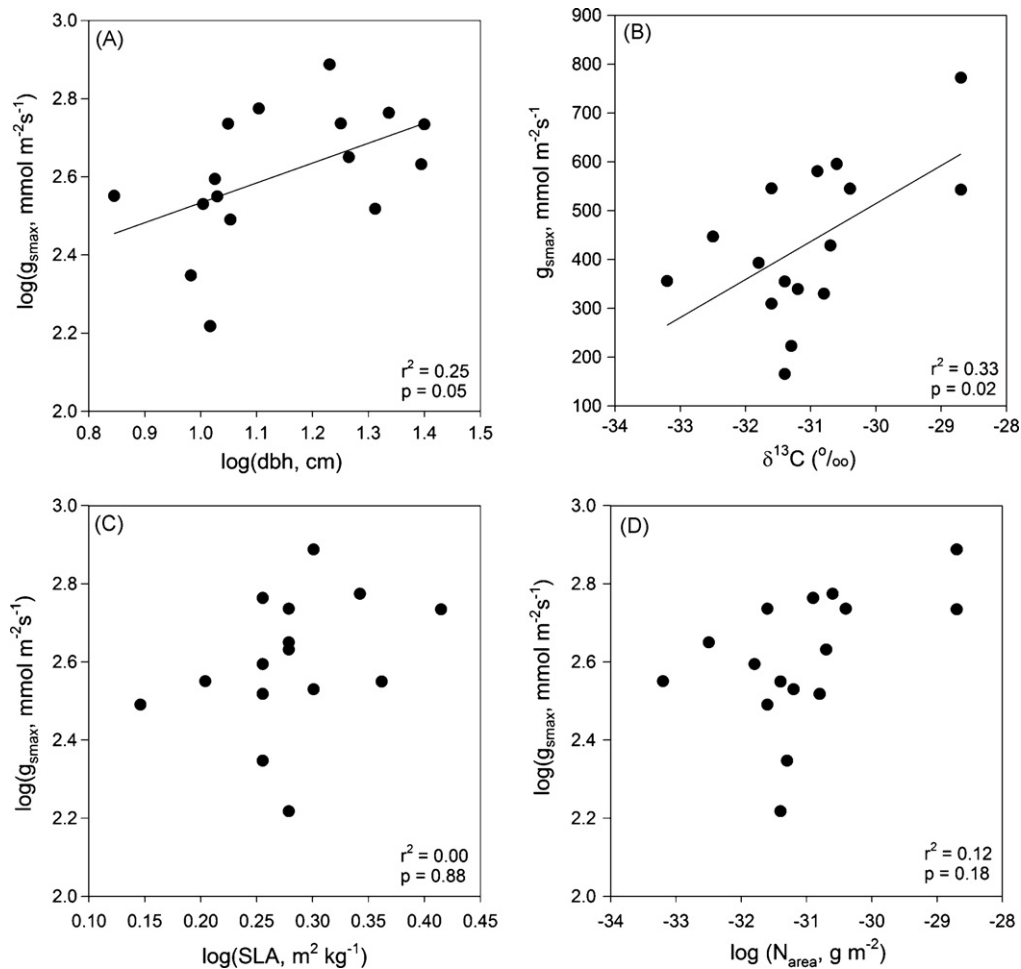 (A)
log(gsmax, mmol m-2s-1)
3.0
2.8
2.6
2.4
2.2
2.0
r2 = 0.25
p = 0.05
0.8 0.9 1.0 1.1 1.2 1.3 1.4 1.5
log(dbh, cm)
(B)
gsmax, mmol m-2s-1
900
800
700
600
500
400
300
200
100
r2 = 0.33
p = 0.02
-34 -33 -32 -31 -30 -29 -28
δ13C (o/oo)
(C)
log(gsmax, mmol m-2s-1)
3.0
2.8
2.6
2.4
2.2
2.0
r2 = 0.00
p = 0.88
0.10 0.15 0.20 0.25 0.30 0.35 0.40 0.45
log(SLA, m2 kg-1)
(D)
log(gsmax, mmol m-2s-1)
3.0
2.8
2.6
2.4
2.2
2.0
r2 = 0.12
p = 0.18
-34 -33 -32 -31 -30 -29 -28
log (Narea, g m-2)